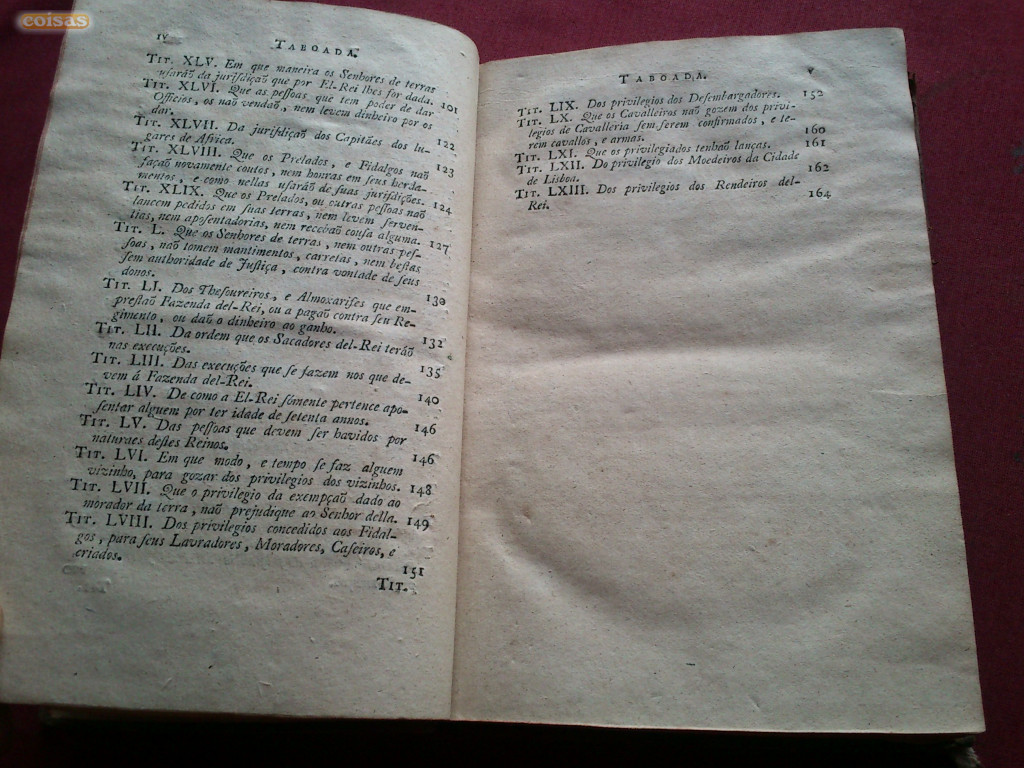 coisas
IV
TABOADA.
TIT. XLV. Em que maneira os Senhores de terras
uſaráõ da juriſdiçaõ que por El-Rei lhes for dada. 101
TIT. XLVI. Que as peſſoas, que tem poder de dar
Officios, os naõ vendaõ, nem levem dinheiro por os
dar. 122
TIT. XLVII. Da juriſdiçaõ dos Capitães dos lu-
gares de Africa. 123
TIT. XLVIII. Que os Prelados, e Fidalgos naõ
façaõ novamente coutos, nem honras em ſeus herda-
mentos, e como nellas uſaráõ de ſuas juriſdições. 124
TIT. XLIX. Que os Prelados, ou outras peſſoas naõ
lancem pedidos em ſuas terras, nem levem ſerven-
tias, nem apoſentadorias, nem recebaõ couſa alguma. 127
TIT. L. Que os Senhores de terras, nem outras peſ-
ſoas, naõ tomem mantimentos, carretas, nem beſtas
ſem authoridade de Juſtiça, contra vontade de ſeus
donos. 130
TIT. LI. Dos Theſoureiros, e Almoxarifes que em-
preſtaõ Fazenda del-Rei, ou a pagaõ contra ſeu Re-
gimento, ou daõ o dinheiro ao ganho. 132
TIT. LII. Da ordem que os Sacadores del-Rei teráõ
nas execuções. 135
TIT. LIII. Das execuções que ſe fazem nos que de-
vem á Fazenda del-Rei. 140
TIT. LIV. De como a El-Rei ſómente pertence apo-
ſentar alguem por ter idade de ſetenta annos. 146
TIT. LV. Das peſſoas que devem ſer havidos por
naturaes deſtes Reinos. 146
TIT. LVI. Em que modo, e tempo ſe faz alguem
vizinho, para gozar dos privilegios dos vizinhos. 148
TIT. LVII. Que o privilegio da exempçaõ dado ao
morador da terra, naõ prejudique ao Senhor della. 149
TIT. LVIII. Dos privilegios concedidos aos Fidal-
gos, para ſeus Lavradores, Moradores, Caſeiros, e
criados. 151
TIT.
TABOADA. V
TIT. LIX. Dos privilegios dos Deſembargadores. 152
TIT. LX. Que os Cavalleiros naõ gozem dos privi-
legios de Cavalleria ſem ſerem confirmados, e te-
rem cavallos, e armas. 160
TIT. LXI. Que os privilegiados tenhaõ lanças. 161
TIT. LXII. Do privilegio dos Moedeiros da Cidade
de Lisboa. 162
TIT. LXIII. Dos privilegios dos Rendeiros del-
Rei. 164